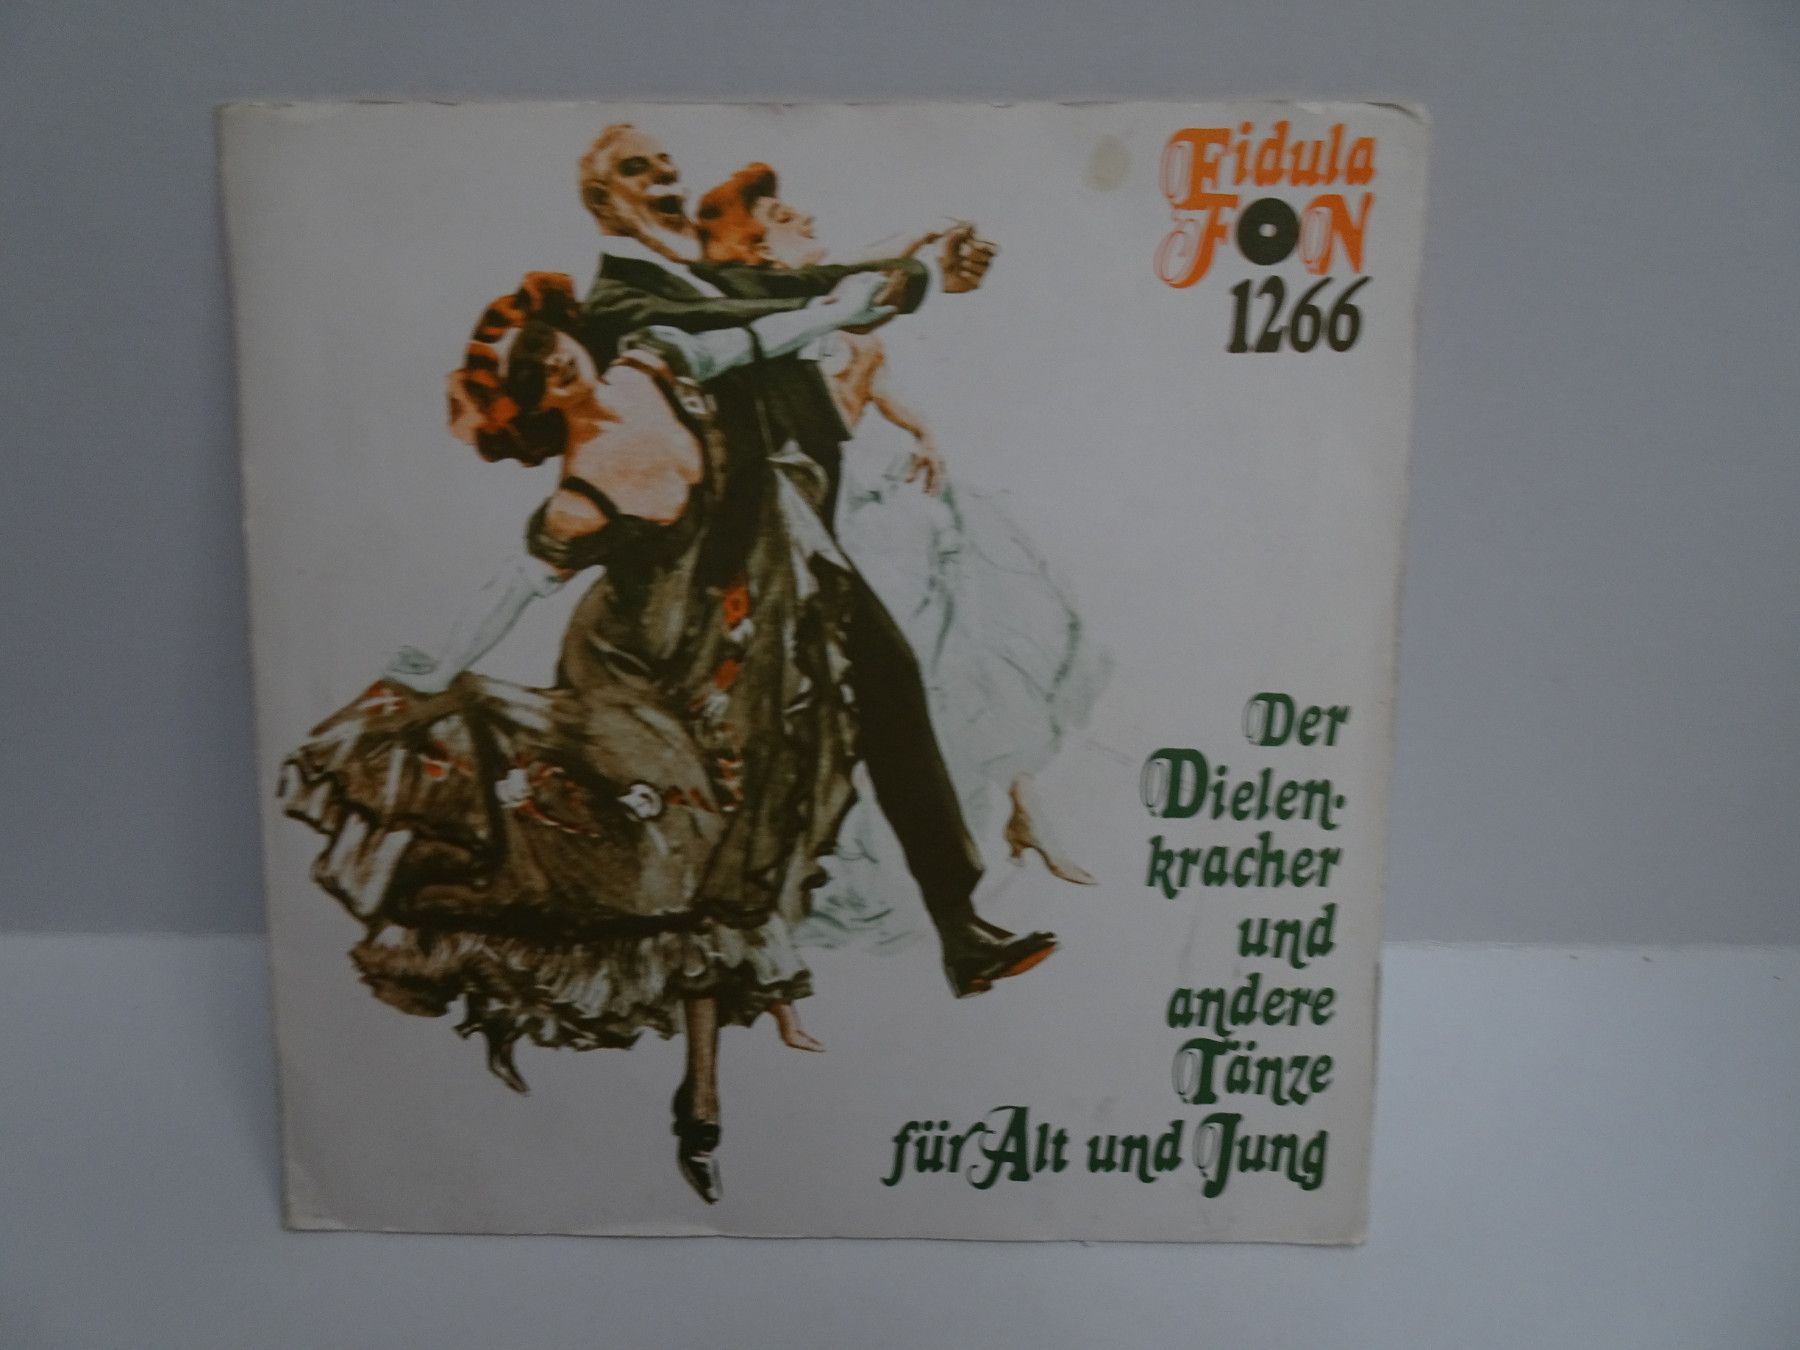 Fidula
FON
1266
Der
Dielen-
kracher
und
andere
Tänze
für Alt und Jung